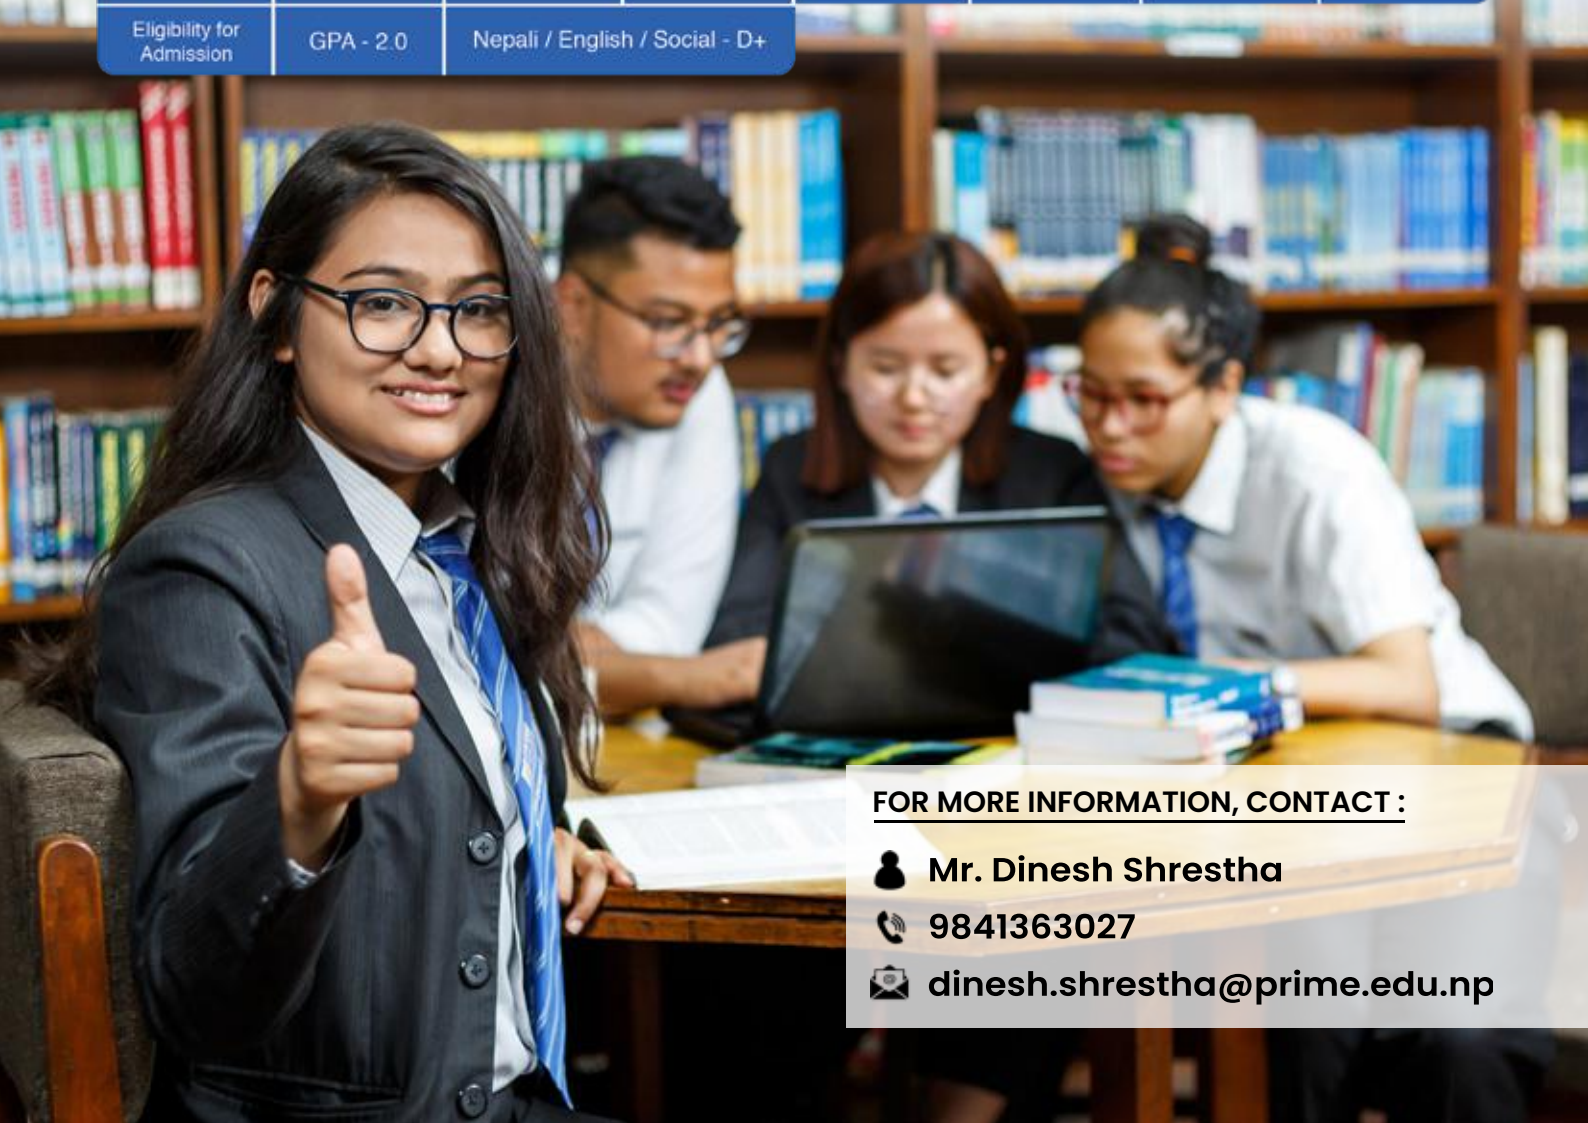 Eligibility for
Admission
GPA - 2.0
Nepali / English / Social - D+
FOR MORE INFORMATION, CONTACT :
Mr. Dinesh Shrestha
9841363027
dinesh.shrestha@prime.edu.np